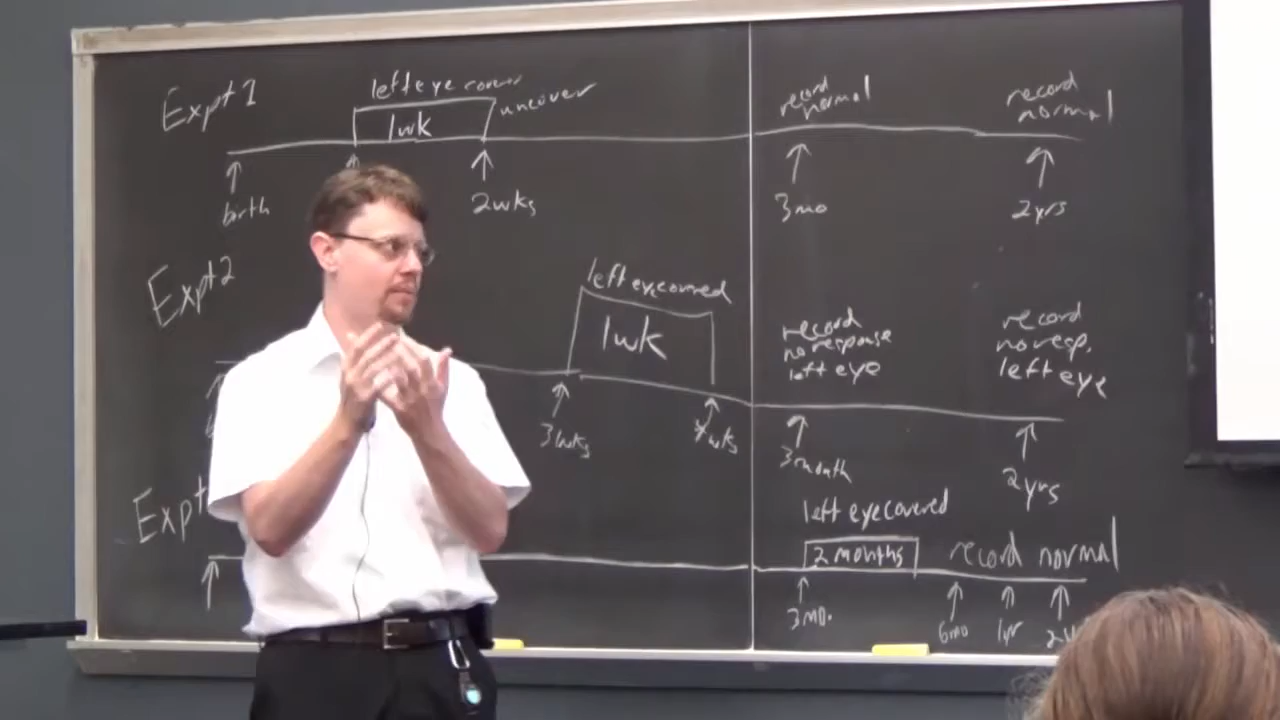 Expt 1
left eye cover
uncover
1wk
birth
2wks
record
normal
3mo
record
normal
2yrs
Expt 2
left eye covered
1wk
3wks
wks
record
no response
left eye
3month
record
no resp.
left eye
2yrs
Expt
left eye covered
2 months
record normal
3mo.
6mo
1yr